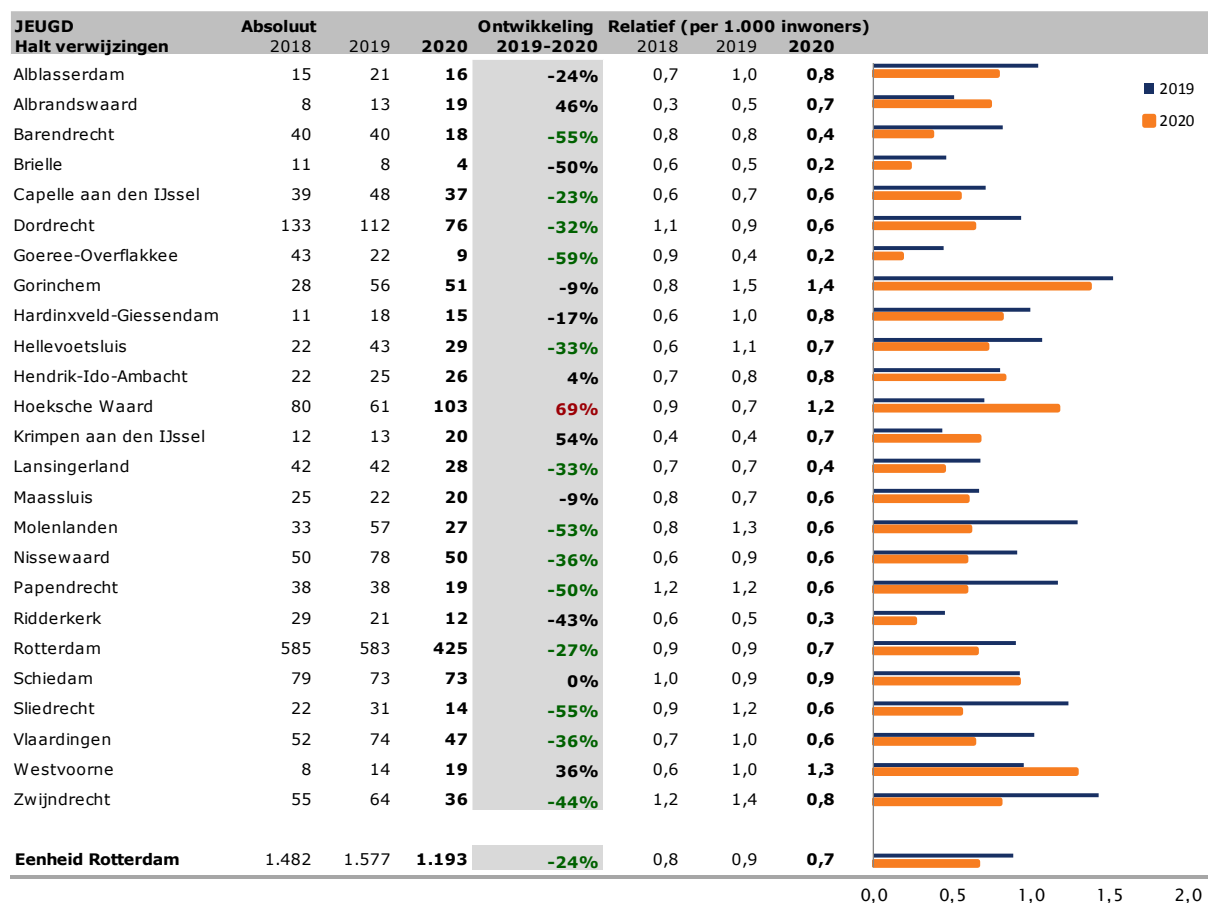 JEUGD Absoluut Ontwikkeling Relatief (per 1.000 inwoners)
Halt verwijzingen 2018 2019 2020 2019-2020 2018 2019 2020
Alblasserdam 15 21 16 -24% 0,7 1,0 0,8
2019
Albrandswaard 8 13 19 46% 0,3 0,5 0,7
2020
Barendrecht 40 40 18 -55% 0,8 0,8 0,4
Brielle 11 8 4 -50% 0,6 0,5 0,2
Capelle aan den IJssel 39 48 37 -23% 0,6 0,7 0,6
Dordrecht 133 112 76 -32% 1,1 0,9 0,6
Goeree-Overflakkee 43 22 9 -59% 0,9 0,4 0,2
Gorinchem 28 56 51 -9% 0,8 1,5 1,4
Hardinxveld-Giessendam 11 18 15 -17% 0,6 1,0 0,8
Hellevoetsluis 22 43 29 -33% 0,6 1,1 0,7
Hendrik-Ido-Ambacht 22 25 26 4% 0,7 0,8 0,8
Hoeksche Waard 80 61 103 69% 0,9 0,7 1,2
Krimpen aan den IJssel 12 13 20 54% 0,4 0,4 0,7
Lansingerland 42 42 28 -33% 0,7 0,7 0,4
Maassluis 25 22 20 -9% 0,8 0,7 0,6
Molenlanden 33 57 27 -53% 0,8 1,3 0,6
Nissewaard 50 78 50 -36% 0,6 0,9 0,6
Papendrecht 38 38 19 -50% 1,2 1,2 0,6
Ridderkerk 29 21 12 -43% 0,6 0,5 0,3
Rotterdam 585 583 425 -27% 0,9 0,9 0,7
Schiedam 79 73 73 0% 1,0 0,9 0,9
Sliedrecht 22 31 14 -55% 0,9 1,2 0,6
Vlaardingen 52 74 47 -36% 0,7 1,0 0,6
Westvoorne 8 14 19 36% 0,6 1,0 1,3
Zwijndrecht 55 64 36 -44% 1,2 1,4 0,8
Eenheid Rotterdam 1.482 1.577 1.193 -24% 0,8 0,9 0,7
0,0 0,5 1,0 1,5 2,0